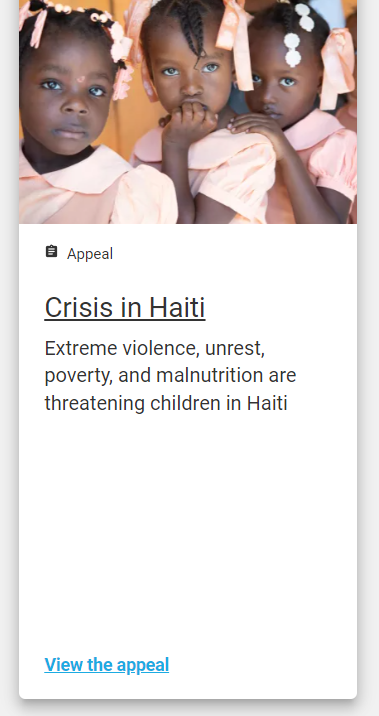 Appeal
Crisis in Haiti
Extreme violence, unrest,
poverty, and malnutrition are
threatening children in Haiti
View the appeal